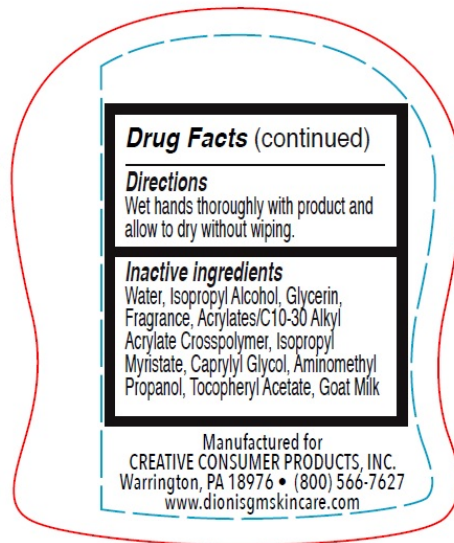 Drug Facts (continued)
Directions
Wet hands thoroughly with product and
allow to dry without wiping.
Inactive ingredients
Water, Isopropyl Alcohol, Glycerin,
Fragrance, Acrylates/C10-30 Alkyl
Acrylate Crosspolymer, Isopropyl
Myristate, Caprylyl Glycol, Aminomethyl
Propanol, Tocopheryl Acetate, Goat Milk
Manufactured for
CREATIVE CONSUMER PRODUCTS, INC.
Warrington, PA 18976 • (800) 566-7627
www.dionisgmskincare.com